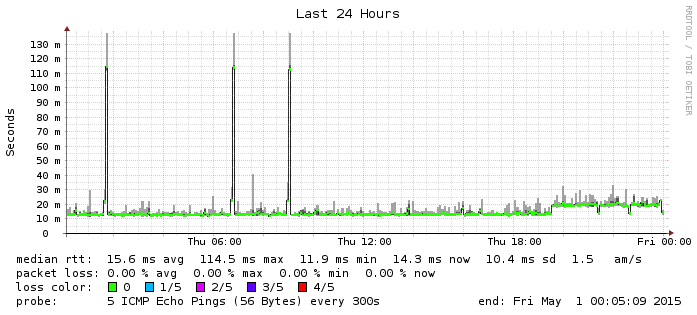 Last 24 Hours
RRDTOOL / TOBI OETIKER
Seconds
130 m
120 m
110 m
100 m
90 m
80 m
70 m
60 m
50 m
40 m
30 m
20 m
10 m
0
Thu 06:00 Thu 12:00 Thu 18:00 Fri 00:00
median rtt: 15.6 ms avg 114.5 ms max 11.9 ms min 14.3 ms now 10.4 ms sd 1.5 am/s
packet loss: 0.00 % avg 0.00 % max 0.00 % min 0.00 % now
loss color: 0 1/5 2/5 3/5 4/5
probe: 5 ICMP Echo Pings (56 Bytes) every 300s end: Fri May 1 00:05:09 2015